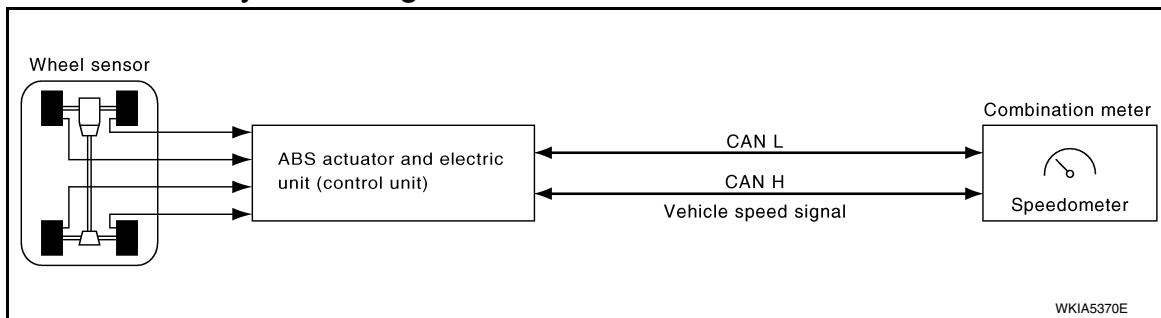 Wheel sensor
ABS actuator and electric
unit (control unit)
CAN L
CAN H
Vehicle speed signal
Combination meter
Speedometer
WKIA5370E